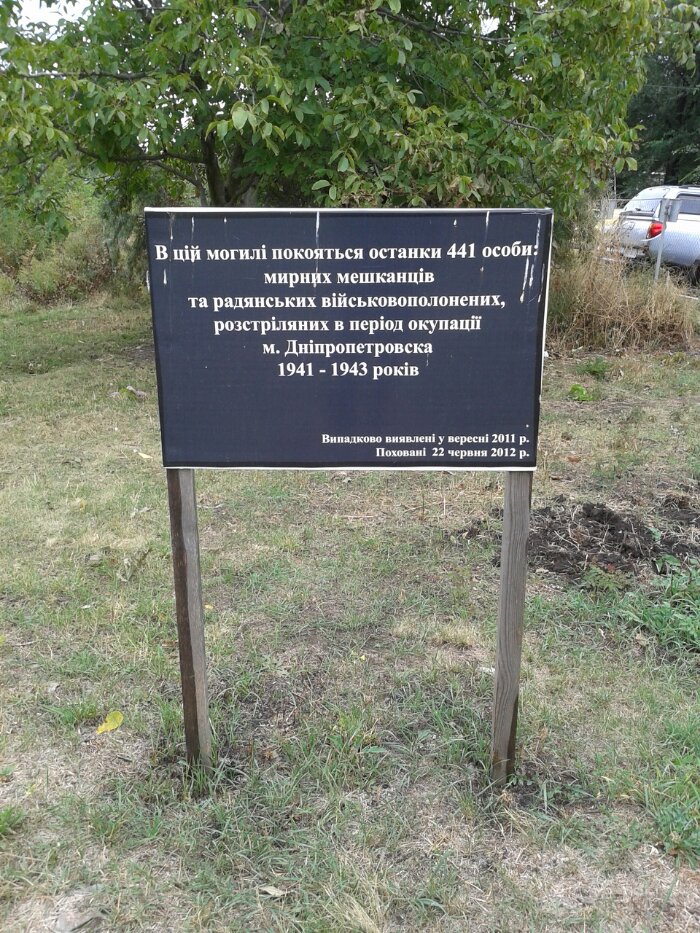 В цій могилі покояться останки 441 особи:
мирних мешканців
та радянських військовополонених,
розстріляних в період окупації
м. Дніпропетровска
1941 - 1943 років
Випадково виявлені у вересні 2011 р.
Поховані 22 червня 2012 р.